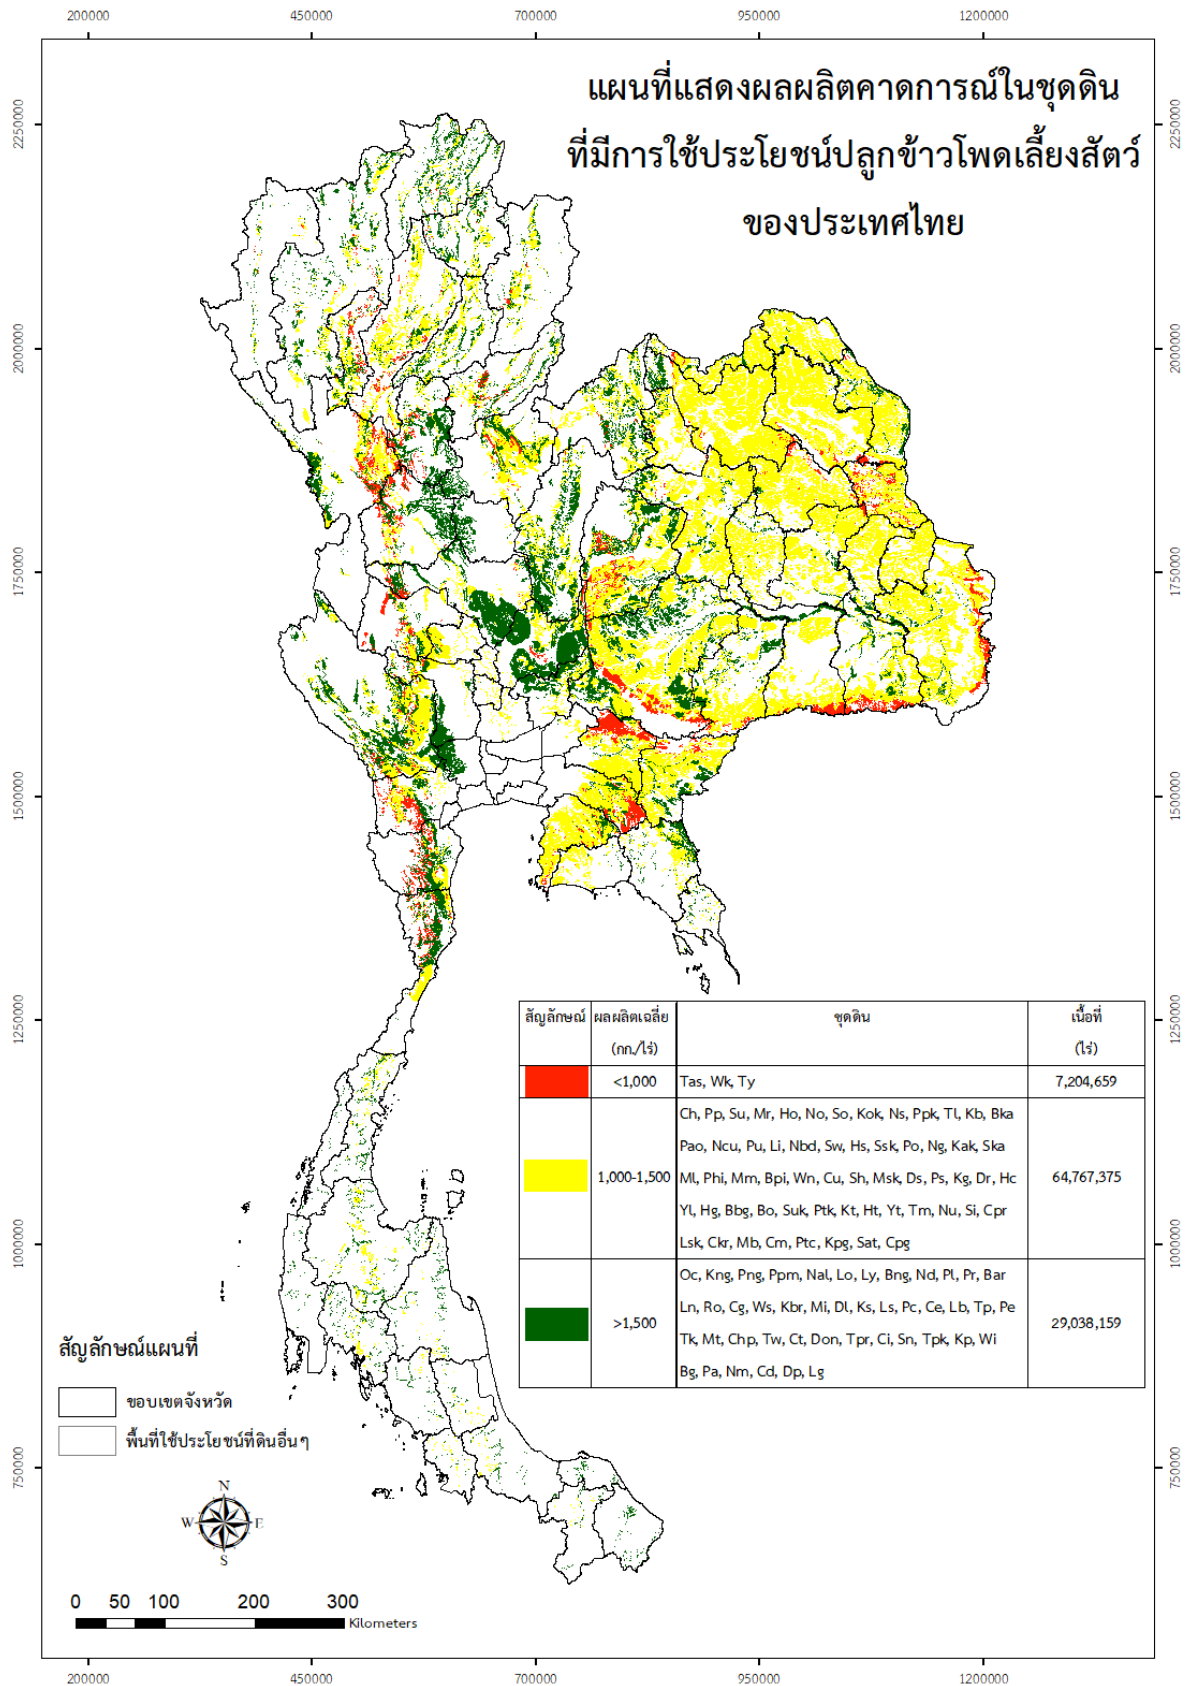 200000 450000 700000 950000 1200000
แผนที่แสดงผลผลิตคาดการณ์ในชุดดิน
ที่มีการใช้ประโยชน์ปลูกข้าวโพดเลี้ยงสัตว์
ของประเทศไทย
2250000 2250000
2000000 2000000
1750000 1750000
1500000 1500000
1250000 1250000
1000000 1000000
750000 750000
สัญลักษณ์ ผลผลิตเฉลี่ย ชุดดิน เนื้อที่
(กก./ไร่) (ไร่)
<1,000 Tas, Wk, Ty 7,204,659
Ch, Pp, Su, Mr, Ho, No, So, Kok, Ns, Ppk, Tl, Kb, Bka
Pao, Ncu, Pu, Li, Nbd, Sw, Hs, Ssk, Po, Ng, Kak, Ska
1,000-1,500 Ml, Phi, Mm, Bpi, Wn, Cu, Sh, Msk, Ds, Ps, Kg, Dr, Hc 64,767,375
Yl, Hg, Bbg, Bo, Suk, Ptk, Kt, Ht, Yt, Tm, Nu, Si, Cpr
Lsk, Ckr, Mb, Cm, Ptc, Kpg, Sat, Cpg
Oc, Kng, Png, Ppm, Nal, Lo, Ly, Bng, Nd, Pl, Pr, Bar
Ln, Ro, Cg, Ws, Kbr, Mi, Dl, Ks, Ls, Pc, Ce, Lb, Tp, Pe
>1,500 Tk, Mt, Chp, Tw, Ct, Don, Tpr, Ci, Sn, Tpk, Kp, Wi 29,038,159
Bg, Pa, Nm, Cd, Dp, Lg
สัญลักษณ์แผนที่
ขอบเขตจังหวัด
พื้นที่ใช้ประโยชน์ที่ดินอื่นๆ
N
W E
S
0 50 100 200 300
Kilometers
200000 450000 700000 950000 1200000